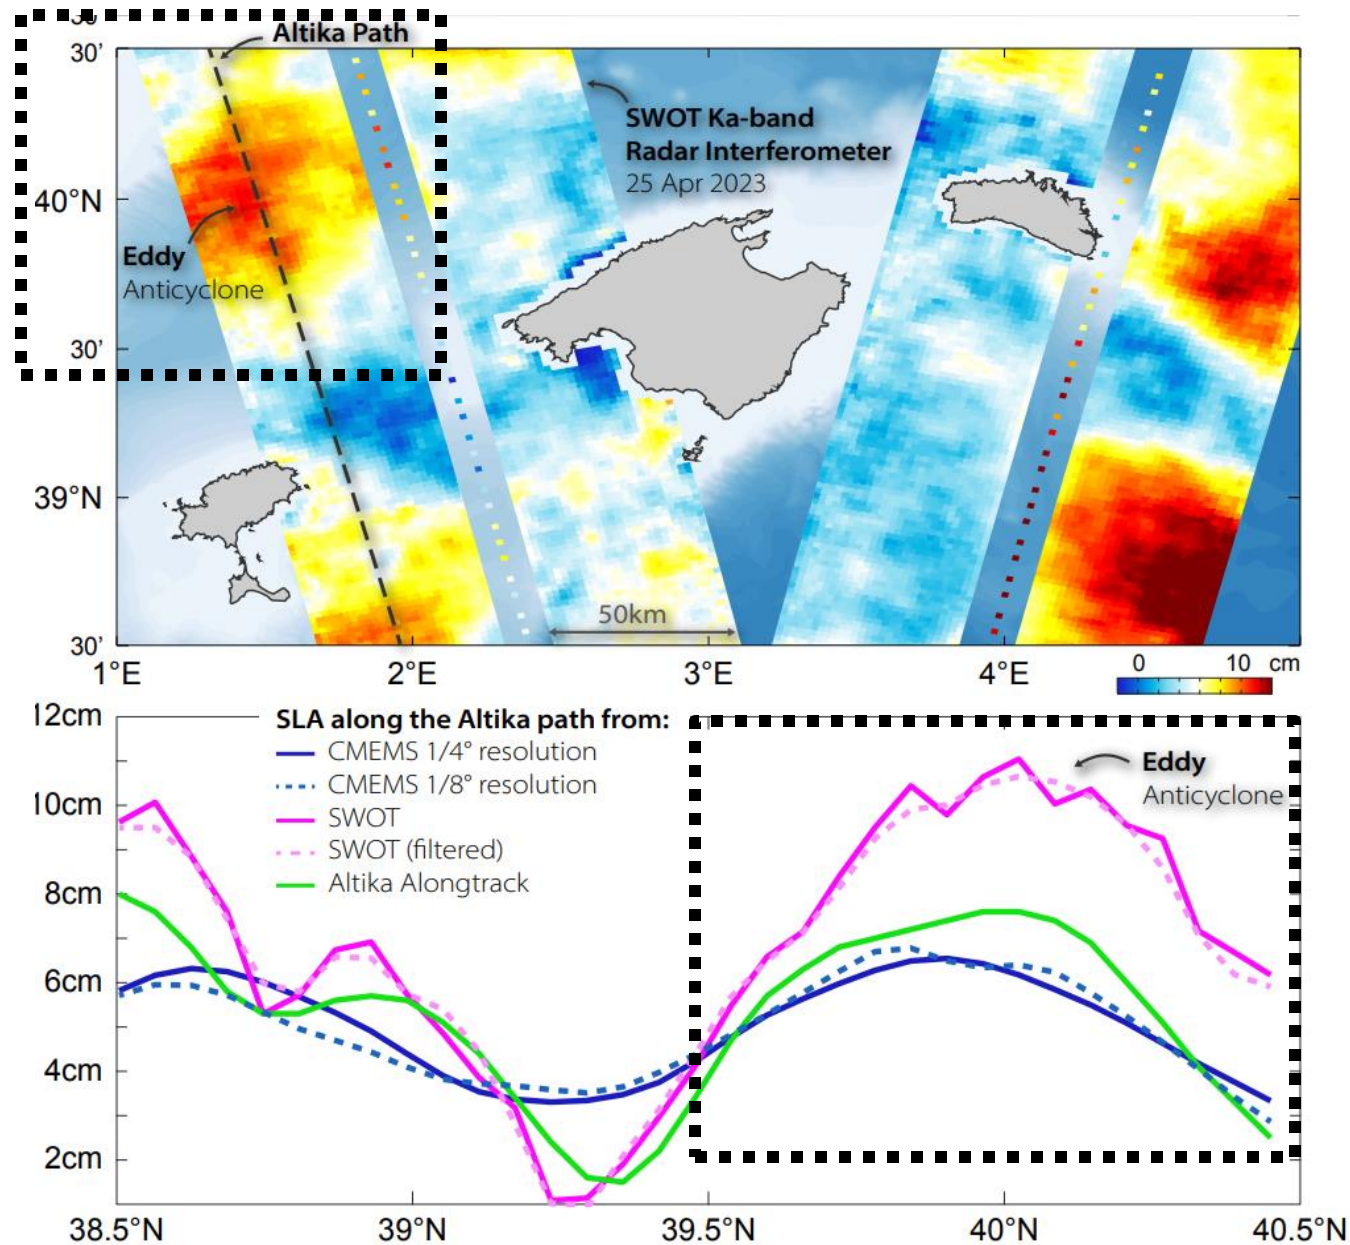 30'
Altika Path
30'
SWOT Ka-band
Radar Interferometer
25 Apr 2023
40°N
Eddy
Anticyclone
30'
39°N
50km
30'
1°E 2°E 3°E 4°E
0 10 cm
12cm
SLA along the Altika path from:
CMEMS 1/4° resolution
CMEMS 1/8° resolution
SWOT
SWOT (filtered)
Altika Alongtrack
Eddy
Anticyclone
10cm
8cm
6cm
4cm
2cm
38.5°N 39°N 39.5°N 40°N 40.5°N